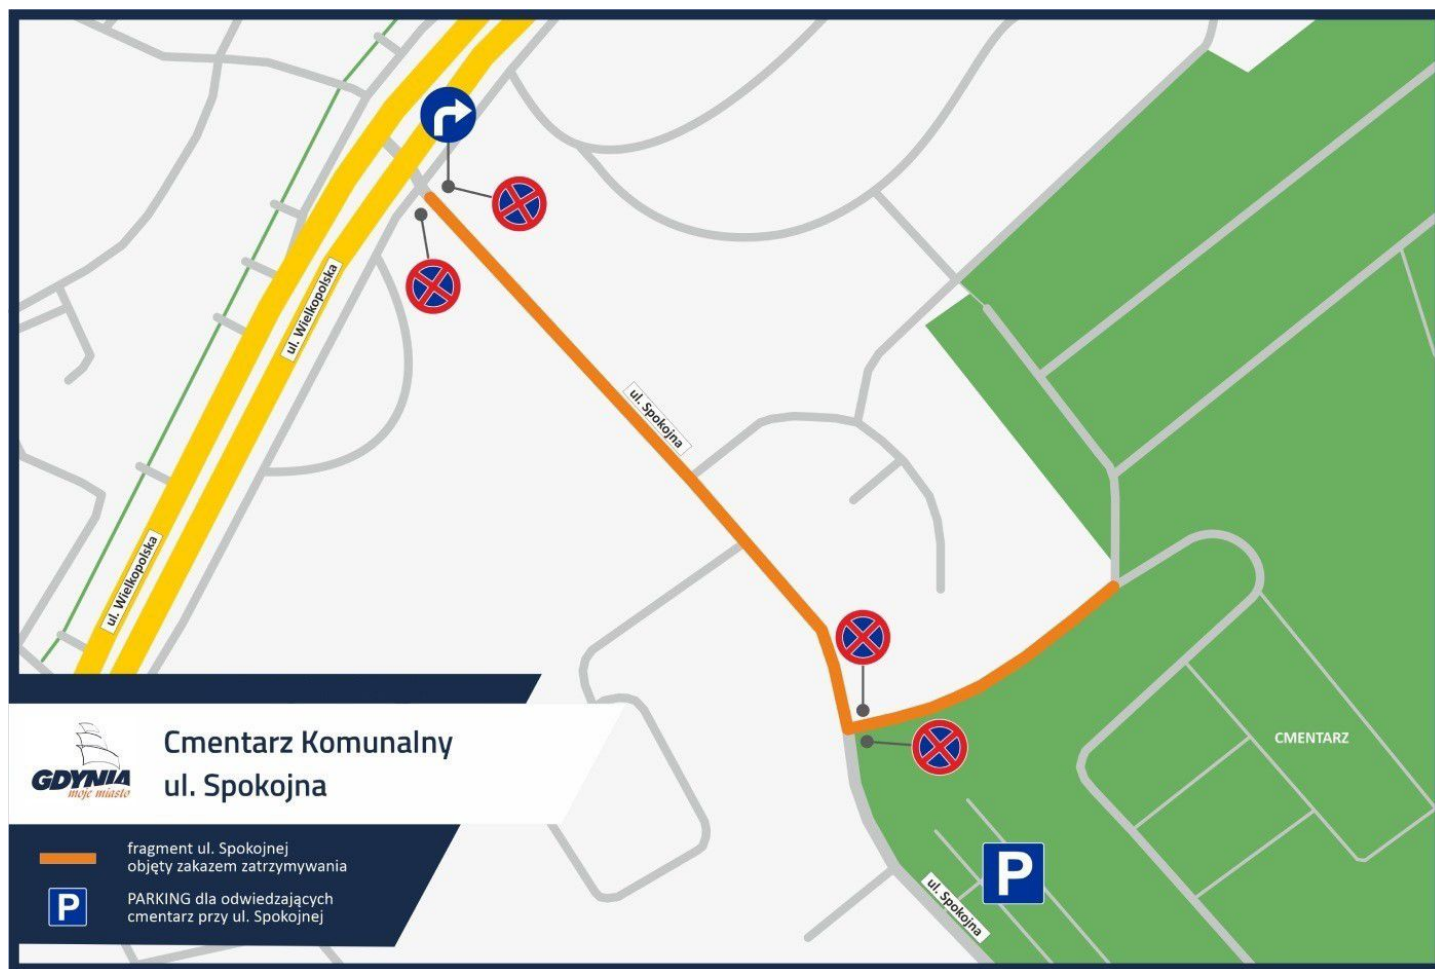 ul. Wielkopolska
ul. Spokojna
ul. Wielkopolska
CMENTARZ
P
ul. Spokojna
GDYNIA
moje miasto
Cmentarz Komunalny
ul. Spokojna
fragment ul. Spokojnej
objęty zakazem zatrzymywania
P
PARKING dla odwiedzających
cmentarz przy ul. Spokojnej